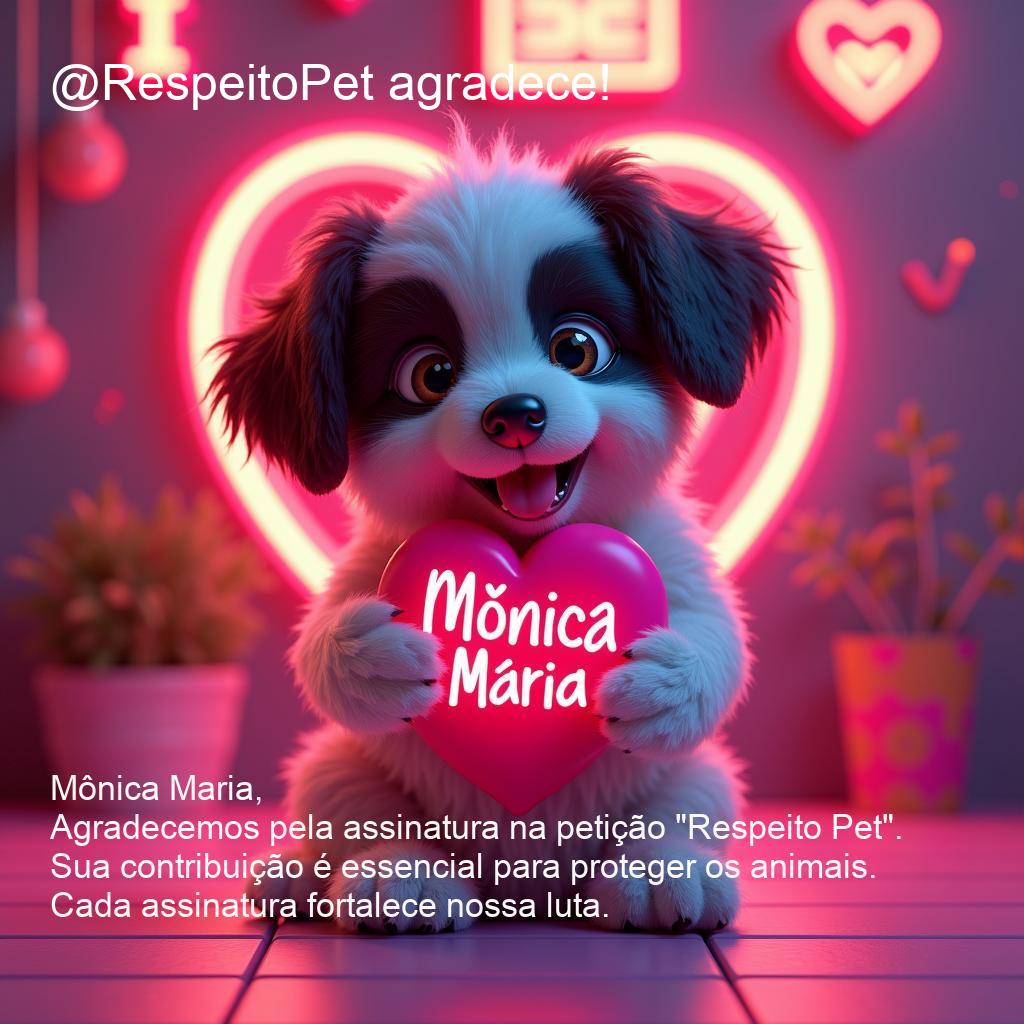 @RespeitoPet agradece!
Mǒnica
Mária
Mônica Maria,
Agradecemos pela assinatura na petição "Respeito Pet".
Sua contribuição é essencial para proteger os animais.
Cada assinatura fortalece nossa luta.